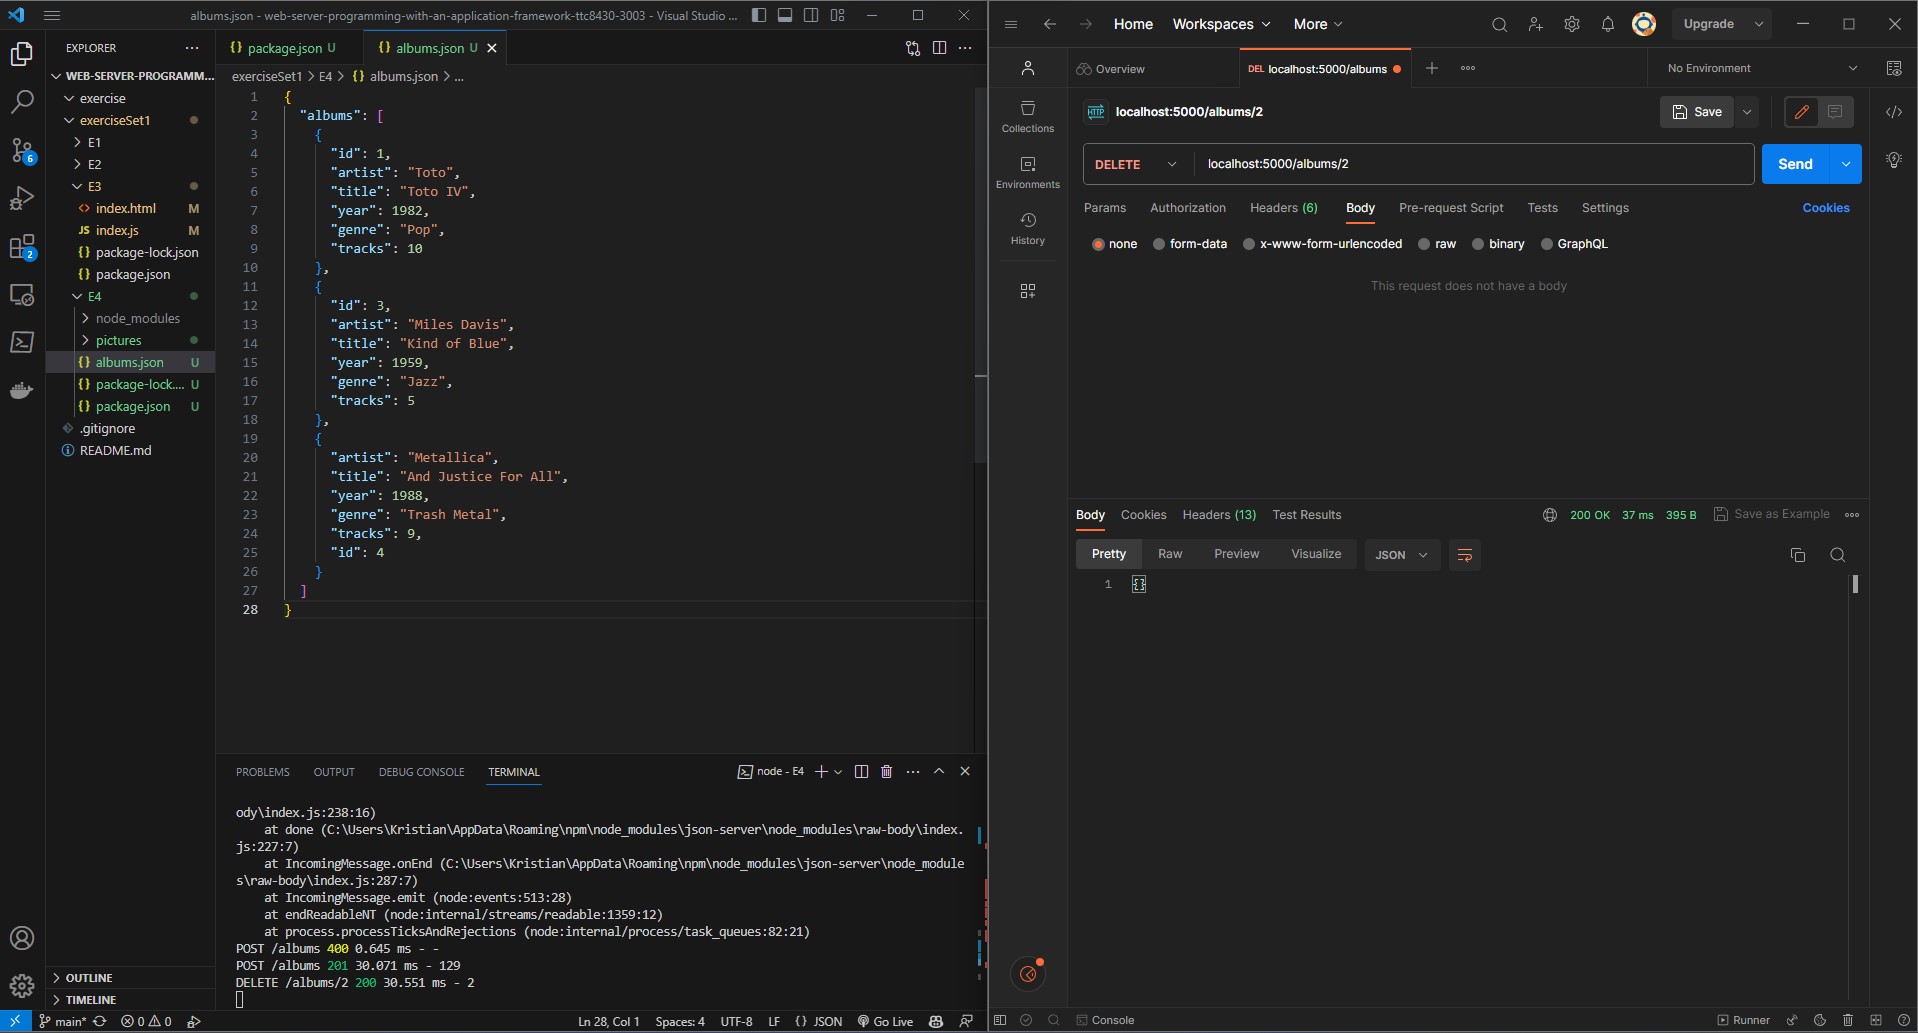 albums.json - web-server-programming-with-an-application-framework-ttc8430-3003 - Visual Studio ...
EXPLORER
WEB-SERVER-PROGRAMM...
exercise
exerciseSet1
E1
E2
E3
index.html M
JS index.js M
{} package-lock.json
{} package.json
E4
node_modules
pictures
{} albums.json U
{} package-lock.... U
{} package.json U
.gitignore
README.md
OUTLINE
TIMELINE
6
2
{} package.json U
{} albums.json U
exerciseSet1 > E4 > {} albums.json > ...
1 {
2 "albums": [
3 {
4 "id": 1,
5 "artist": "Toto",
6 "title": "Toto IV",
7 "year": 1982,
8 "genre": "Pop",
9 "tracks": 10
10 },
11 {
12 "id": 3,
13 "artist": "Miles Davis",
14 "title": "Kind of Blue",
15 "year": 1959,
16 "genre": "Jazz",
17 "tracks": 5
18 },
19 {
20 "artist": "Metallica",
21 "title": "And Justice For All",
22 "year": 1988,
23 "genre": "Trash Metal",
24 "tracks": 9,
25 "id": 4
26 }
27 ]
28 }
PROBLEMS OUTPUT DEBUG CONSOLE TERMINAL
node - E4
ody\index.js:238:16)
at done (C:\Users\Kristian\AppData\Roaming\npm\node_modules\json-server\node_modules\raw-body\index.
js:227:7)
at IncomingMessage.onEnd (C:\Users\Kristian\AppData\Roaming\npm\node_modules\json-server\node_module
s\raw-body\index.js:287:7)
at IncomingMessage.emit (node:events:513:28)
at endReadableNT (node:internal/streams/readable:1359:12)
at process.processTicksAndRejections (node:internal/process/task_queues:82:21)
POST /albums 400 0.645 ms - -
POST /albums 201 30.071 ms - 129
DELETE /albums/2 200 30.551 ms - 2
main* 0 0 Ln 28, Col 1 Spaces: 4 UTF-8 LF {} JSON Go Live
Home Workspaces More
Upgrade
Overview
DEL localhost:5000/albums
No Environment
Collections
Environments
History
HTTP localhost:5000/albums/2
Save
DELETE localhost:5000/albums/2
Send
Params Authorization Headers (6) Body Pre-request Script Tests Settings
Cookies
none form-data x-www-form-urlencoded raw binary GraphQL
This request does not have a body
Body Cookies Headers (13) Test Results
200 OK 37 ms 395 B Save as Example
Pretty Raw Preview Visualize JSON
1 {}
Console
Runner